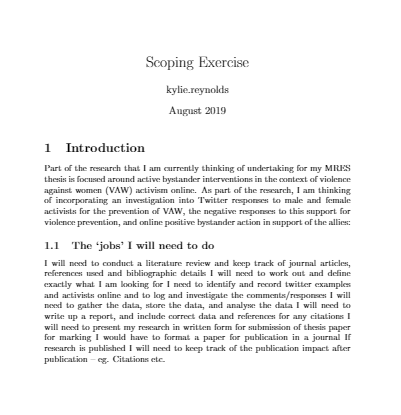 Scoping Exercise
kylie.reynolds
August 2019
1 Introduction
Part of the research that I am currently thinking of undertaking for my MRES
thesis is focused around active bystander interventions in the context of violence
against women (VAW) activism online. As part of the research, I am thinking
of incorporating an investigation into Twitter responses to male and female
activists for the prevention of VAW, the negative responses to this support for
violence prevention, and online positive bystander action in support of the allies:
1.1 The ‘jobs’ I will need to do
I will need to conduct a literature review and keep track of journal articles,
references used and bibliographic details I will need to work out and define
exactly what I am looking for I need to identify and record twitter examples
and activists online and to log and investigate the comments/responses I will
need to gather the data, store the data, and analyse the data I will need to
write up a report, and include correct data and references for any citations I
will need to present my research in written form for submission of thesis paper
for marking I would have to format a paper for publication in a journal If
research is published I will need to keep track of the publication impact after
publication – eg. Citations etc.